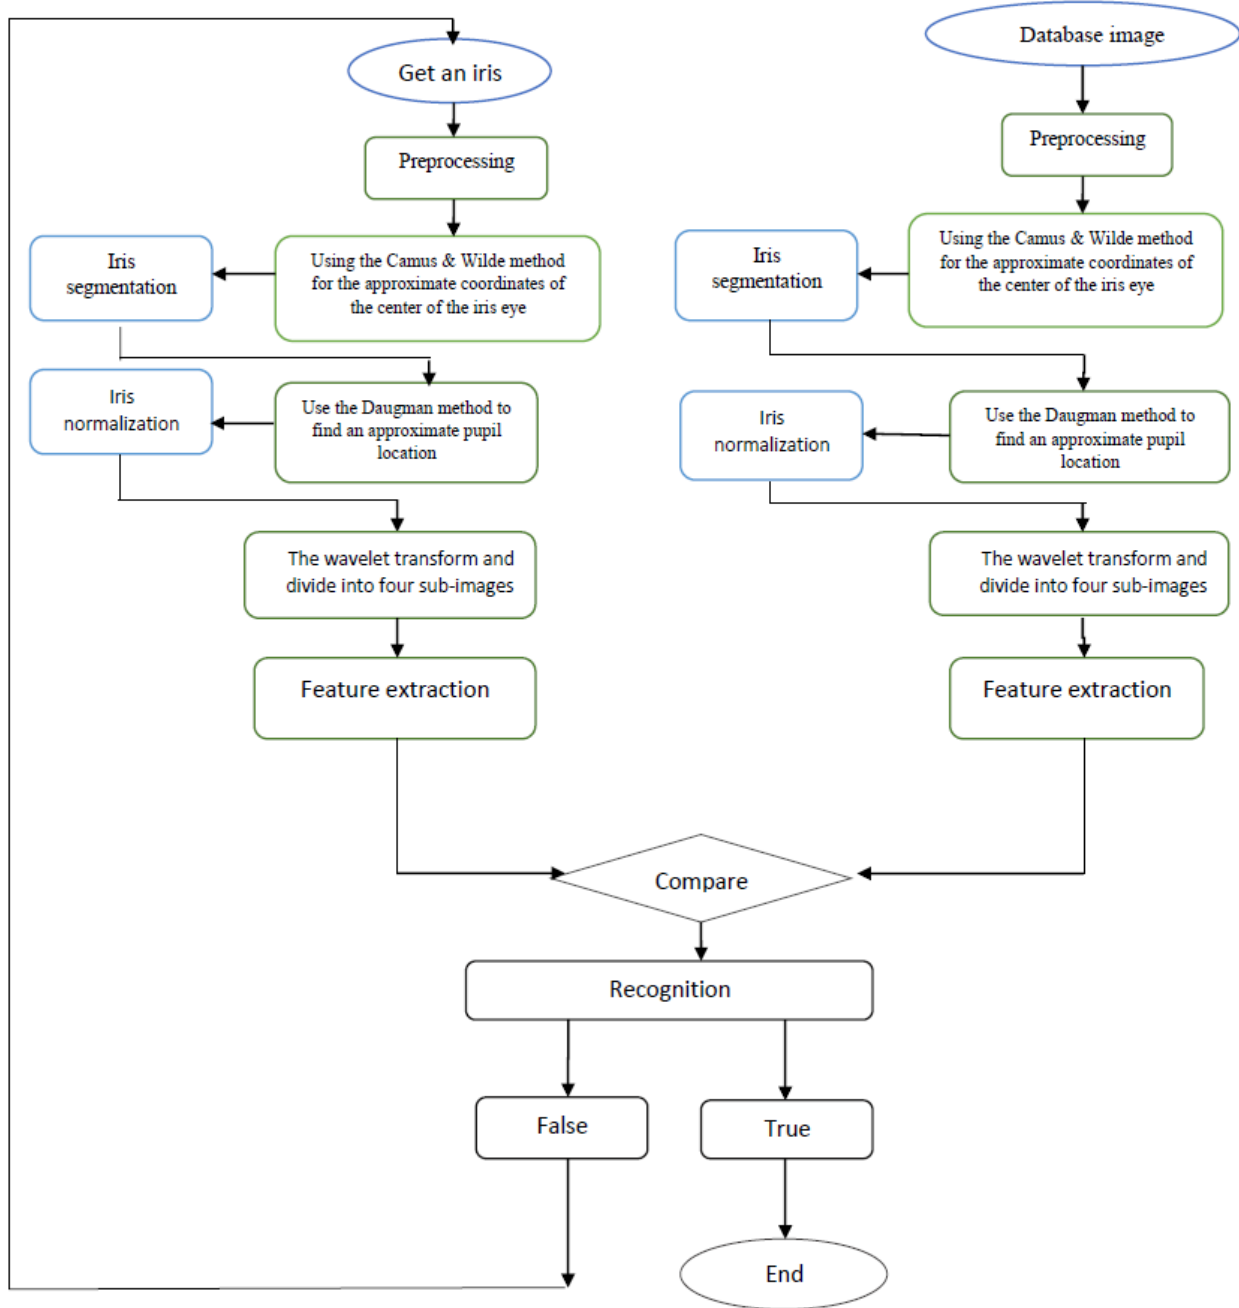 Get an iris
Preprocessing
Using the Camus & Wilde method
for the approximate coordinates of
the center of the iris eye
Iris
segmentation
Use the Daugman method to
find an approximate pupil
location
Iris
normalization
The wavelet transform and
divide into four sub-images
Feature extraction
Database image
Preprocessing
Using the Camus & Wilde method
for the approximate coordinates of
the center of the iris eye
Iris
segmentation
Use the Daugman method to
find an approximate pupil
location
Iris
normalization
The wavelet transform and
divide into four sub-images
Feature extraction
Compare
Recognition
False
True
End